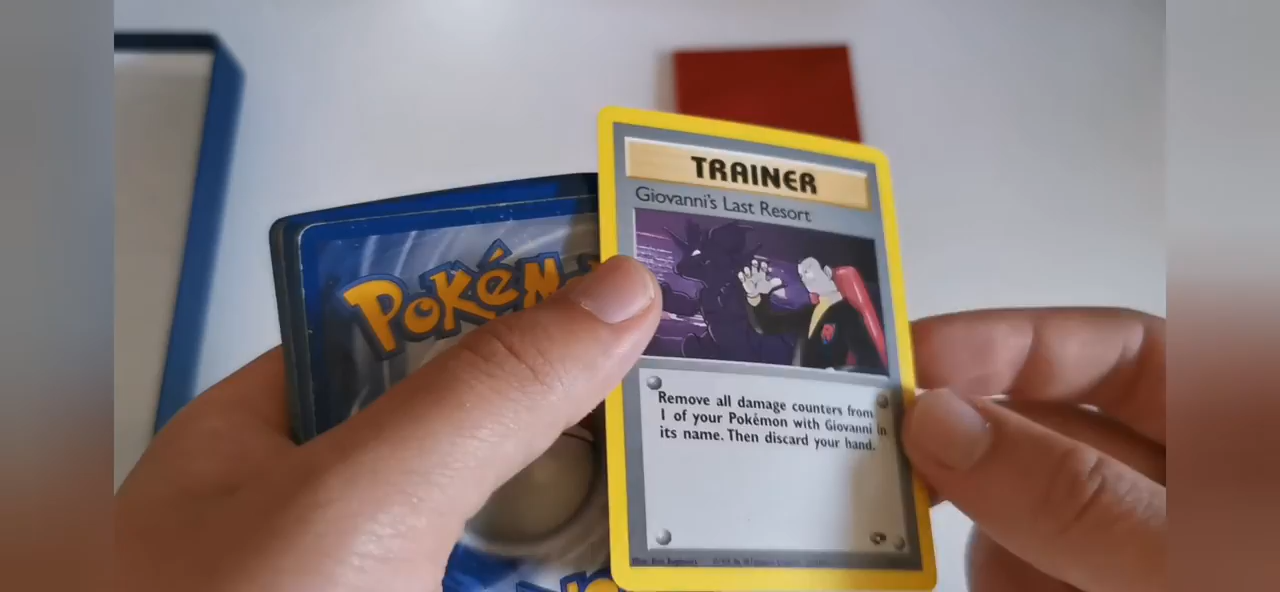 Pokém
TRAINER
Giovanni's Last Resort
Remove all damage counters from
1 of your Pokémon with Giovanni in
its name. Then discard your hand.